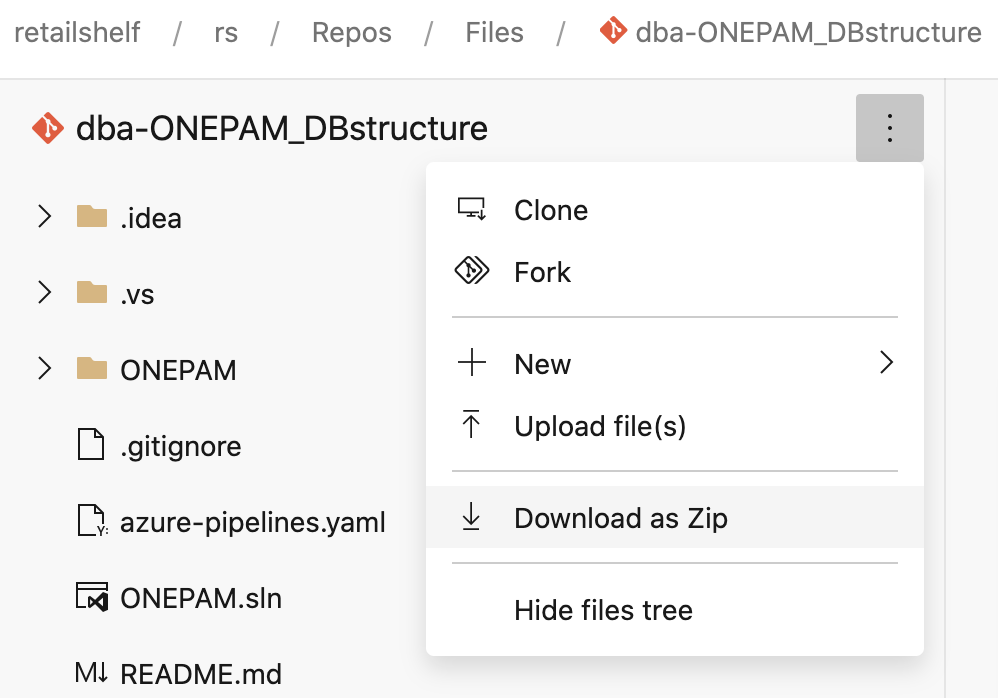 retailshelf / rs / Repos / Files / dba-ONEPAM_DBstructure
dba-ONEPAM_DBstructure
.idea
.vs
ONEPAM
.gitignore
azure-pipelines.yaml
ONEPAM.sln
README.md
Clone
Fork
New
Upload file(s)
Download as Zip
Hide files tree